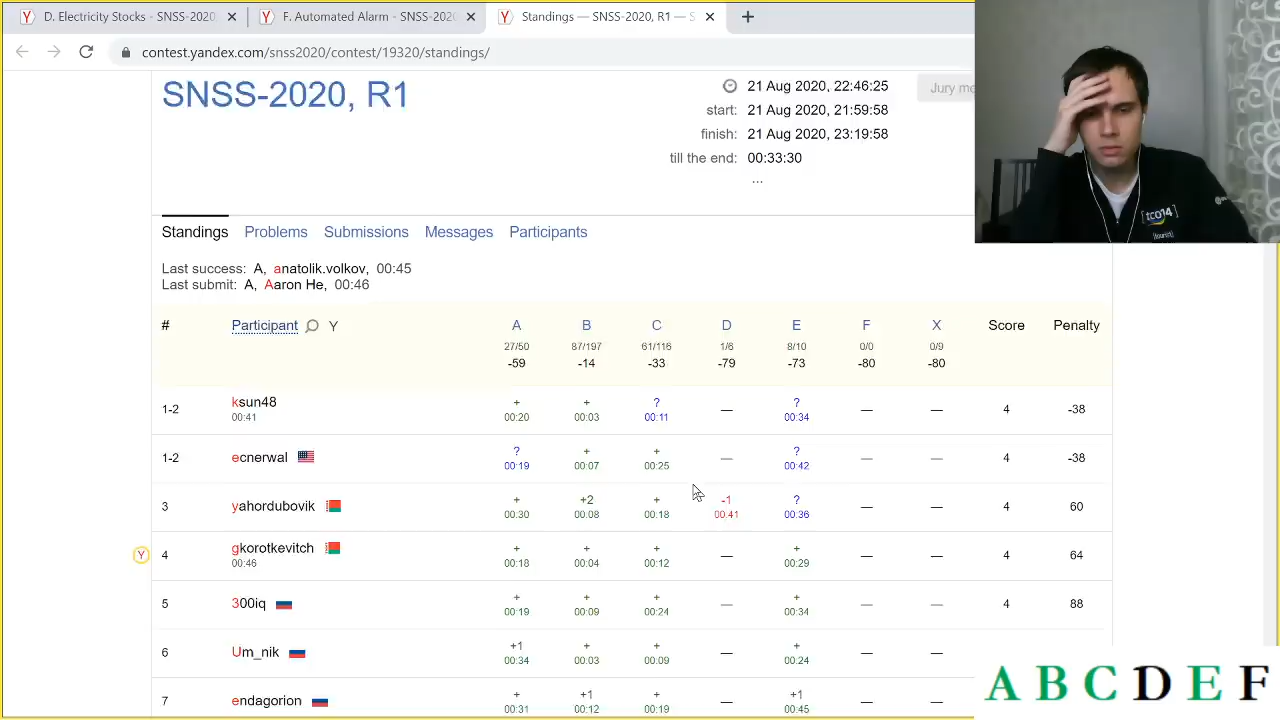 D. Electricity Stocks - SNSS-2020,
F. Automated Alarm - SNSS-202
Standings — SNSS-2020, R1 — S
contest.yandex.com/snss2020/contest/19320/standings/
SNSS-2020, R1
21 Aug 2020, 22:46:25
start: 21 Aug 2020, 21:59:58
finish: 21 Aug 2020, 23:19:58
till the end: 00:33:30
...
Jury me
[tco14]
[tourist]
Standings Problems Submissions Messages Participants
Last success: A, anatolik.volkov, 00:45
Last submit: A, Aaron He, 00:46
# Participant Y A B C D E F X Score Penalty
27/50 87/197 61/116 1/6 8/10 0/0 0/9
-59 -14 -33 -79 -73 -80 -80
1-2 ksun48 + + ? — ? — — 4 -38
00:41 00:20 00:03 00:11 00:34
1-2 ecnerwal ? + + — ? — — 4 -38
00:19 00:07 00:25 00:42
3 yahordubovik + +2 + -1 ? — — 4 60
00:30 00:08 00:18 00:41 00:36
Y 4 gkorotkevitch + + + — + — — 4 64
00:46 00:18 00:04 00:12 00:29
5 300iq + + + — + — — 4 88
00:19 00:09 00:24 00:34
6 Um_nik +1 + + — + — —
00:34 00:03 00:09 00:24
7 endagorion + +1 + — +1 — —
00:31 00:12 00:19 00:45
A B C D E F